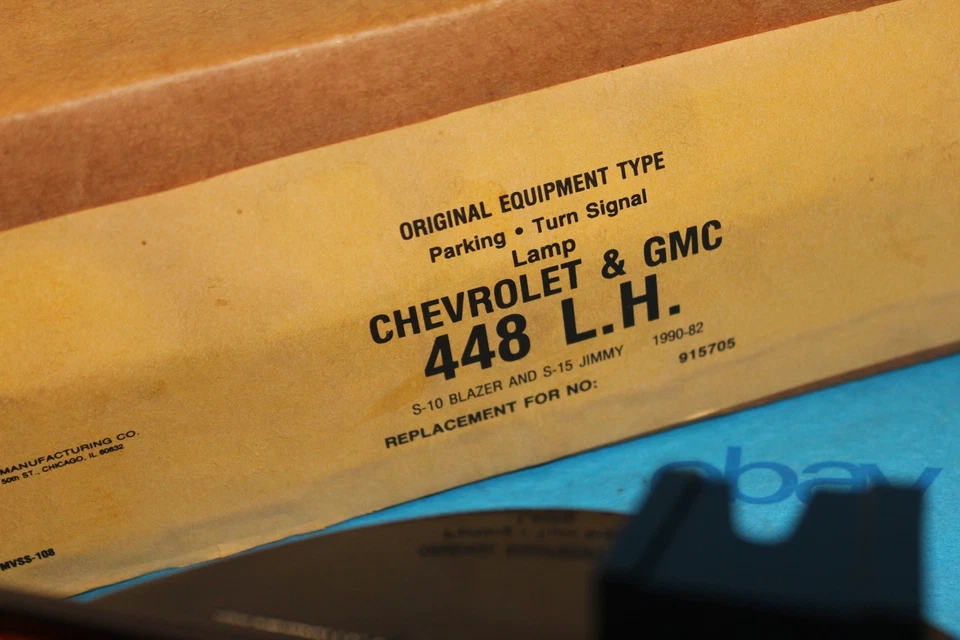 ORIGINAL EQUIPMENT TYPE
Parking • Turn Signal
Lamp
CHEVROLET & GMC
448 L.H.
S-10 BLAZER AND S-15 JIMMY 1990-82
REPLACEMENT FOR NO: 915705
MANUFACTURING CO.
50th ST., CHICAGO, IL 60632
MVSS-108
ebay